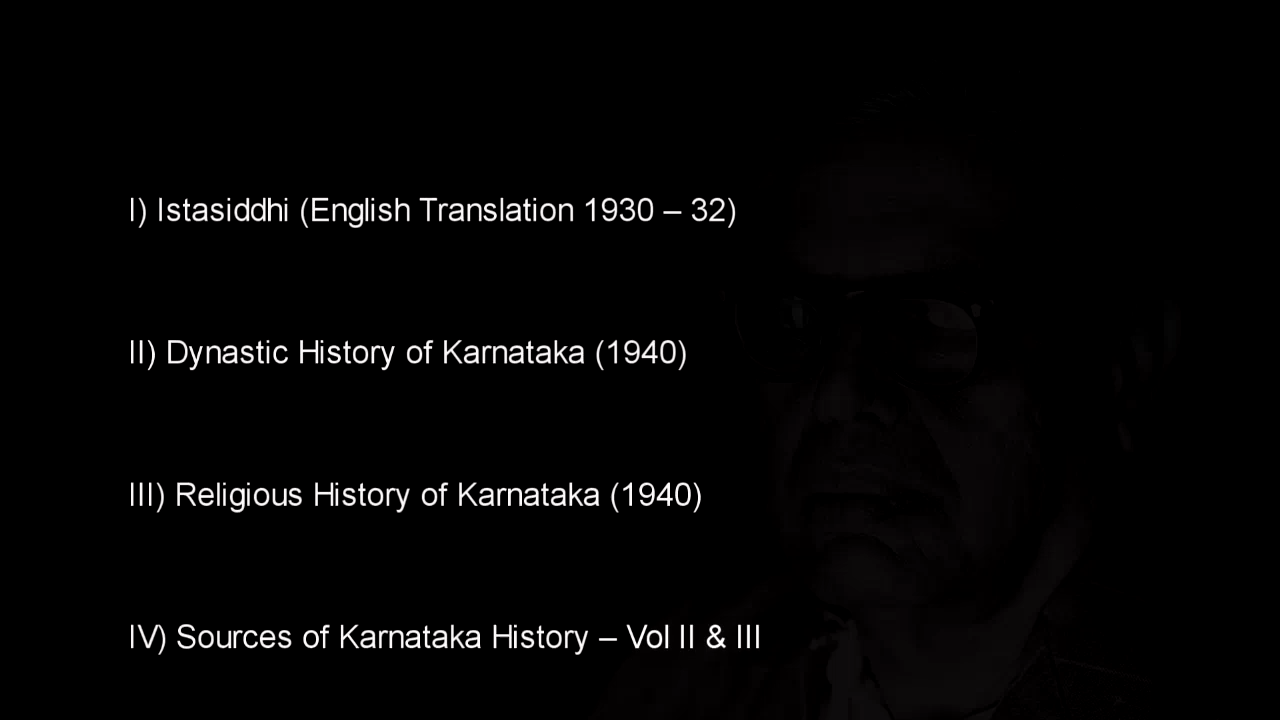 I) Istasiddhi (English Translation 1930 – 32)
II) Dynastic History of Karnataka (1940)
III) Religious History of Karnataka (1940)
IV) Sources of Karnataka History – Vol II & III